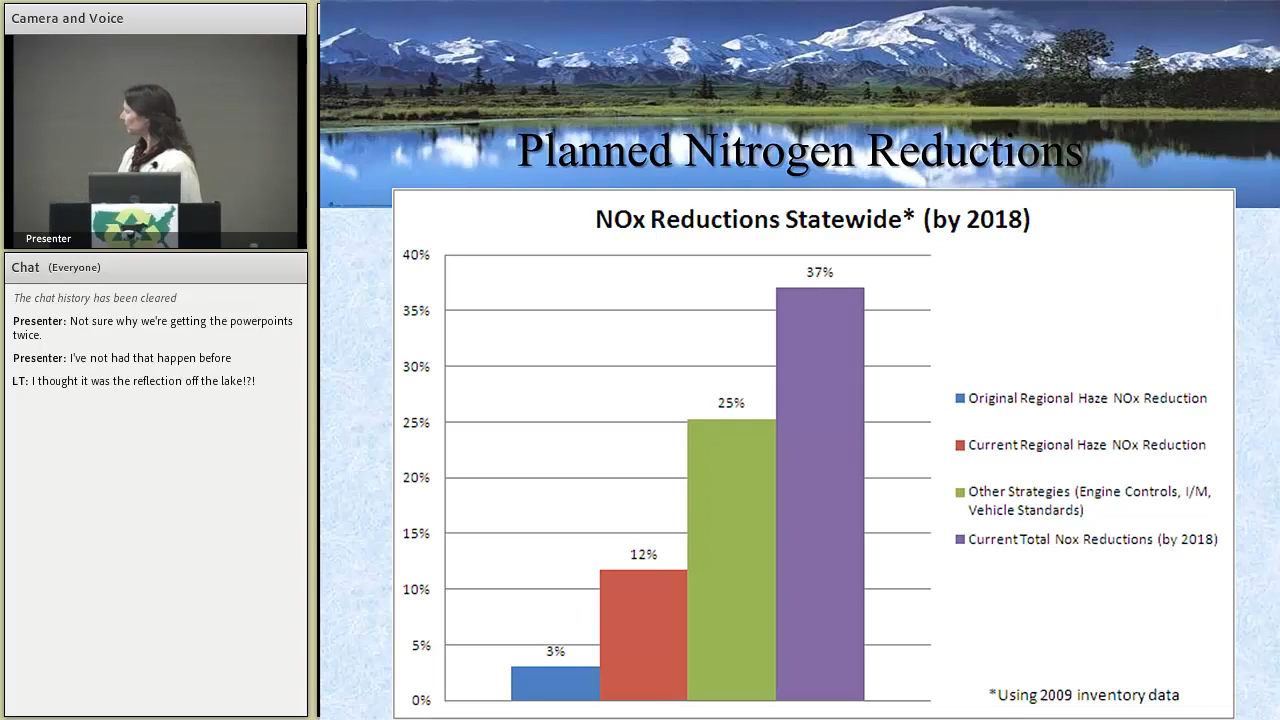 Camera and Voice
Presenter
Chat (Everyone)
The chat history has been cleared
Presenter: Not sure why we're getting the powerpoints
twice.
Presenter: I've not had that happen before
LT: I thought it was the reflection off the lake!?!
Planned Nitrogen Reductions
NOx Reductions Statewide* (by 2018)
40%
35%
30%
25%
20%
15%
10%
5%
0%
3%
12%
25%
37%
Original Regional Haze NOx Reduction
Current Regional Haze NOx Reduction
Other Strategies (Engine Controls, I/M,
Vehicle Standards)
Current Total Nox Reductions (by 2018)
*Using 2009 inventory data